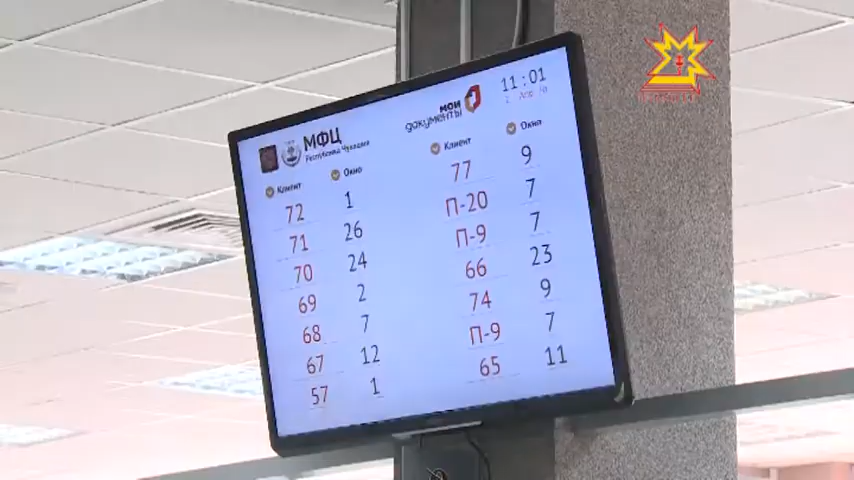 МФЦ
Республика Чувашия
мои
документы
11:01
Клиент Окно
72 1
71 26
70 24
69 2
68 7
67 12
57 1
Клиент Окна
77 9
П-20 7
П-9 7
66 23
74 9
П-9 7
65 11